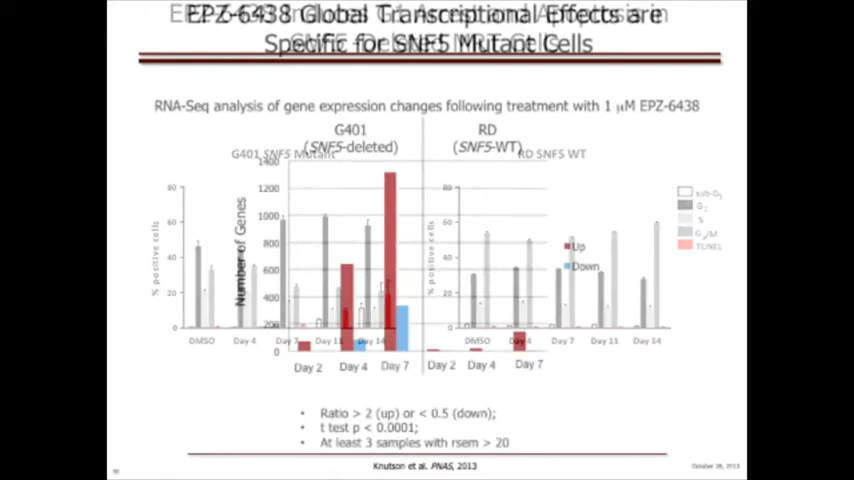 EPZ-6438 Global Transcriptional Effects are
Specific for SNF5 Mutant Cells
RNA-Seq analysis of gene expression changes following treatment with 1 μM EPZ-6438
G401
(SNF5-deleted)
RD
(SNF5-WT)
G401 SNF5 Mutant
RD SNF5 WT
Number of Genes
1400
1200
1000
800
600
400
200
0
Day 2
Day 4
Day 7
Day 2
Day 4
Day 7
Up
Down
% positive cells
80
60
40
20
0
DMSO
Day 4
Day 7
Day 11
Day 14
% positive cells
80
60
40
20
0
DMSO
Day 4
Day 7
Day 11
Day 14
sub-G1
G1
S
G2/M
TUNEL
• Ratio > 2 (up) or < 0.5 (down);
• t test p < 0.0001;
• At least 3 samples with rsem > 20
Knutson et al. PNAS, 2013
October 28, 2013